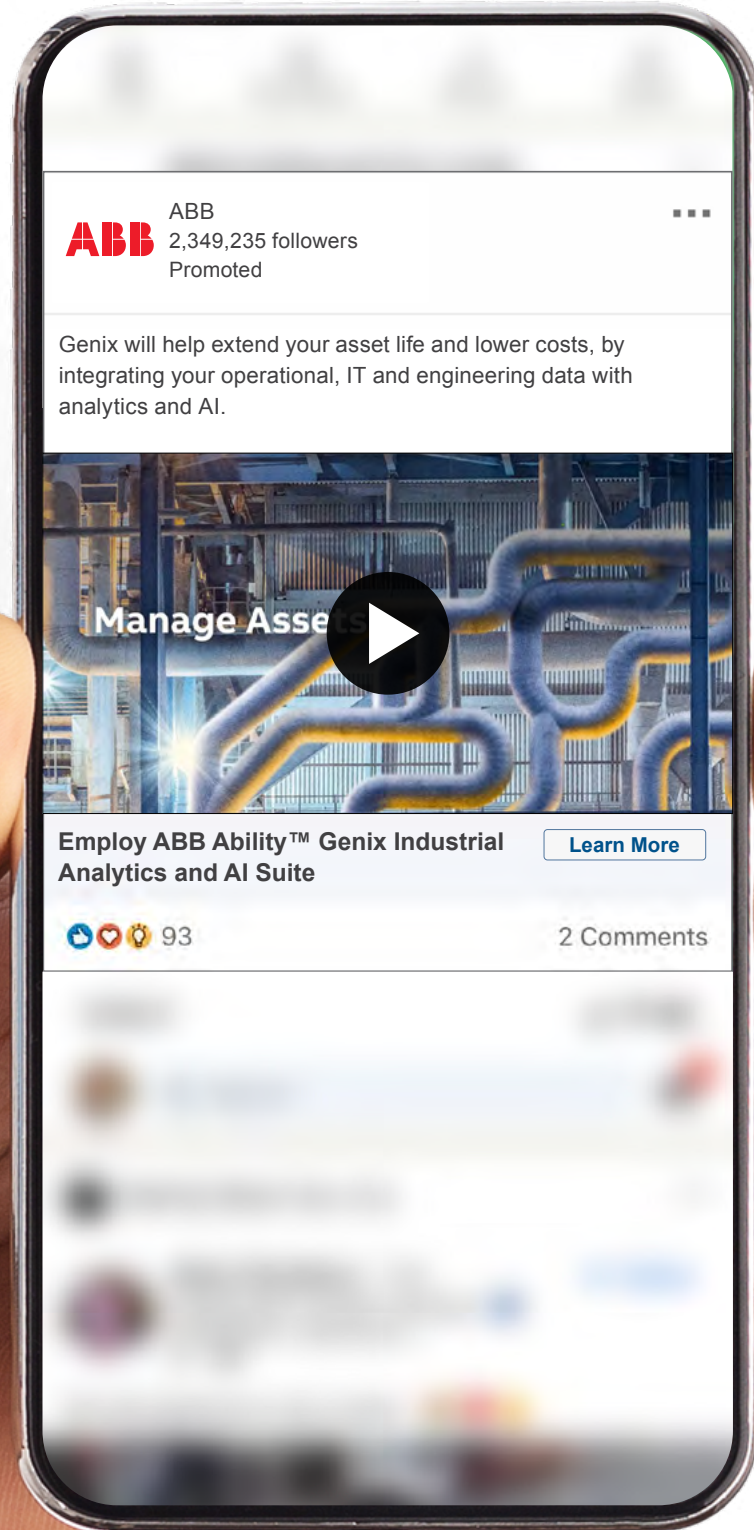 ABB
ABB
2,349,235 followers
Promoted
Genix will help extend your asset life and lower costs, by
integrating your operational, IT and engineering data with
analytics and AI.
Manage Assets
Employ ABB Ability™ Genix Industrial
Analytics and AI Suite
Learn More
93
2 Comments